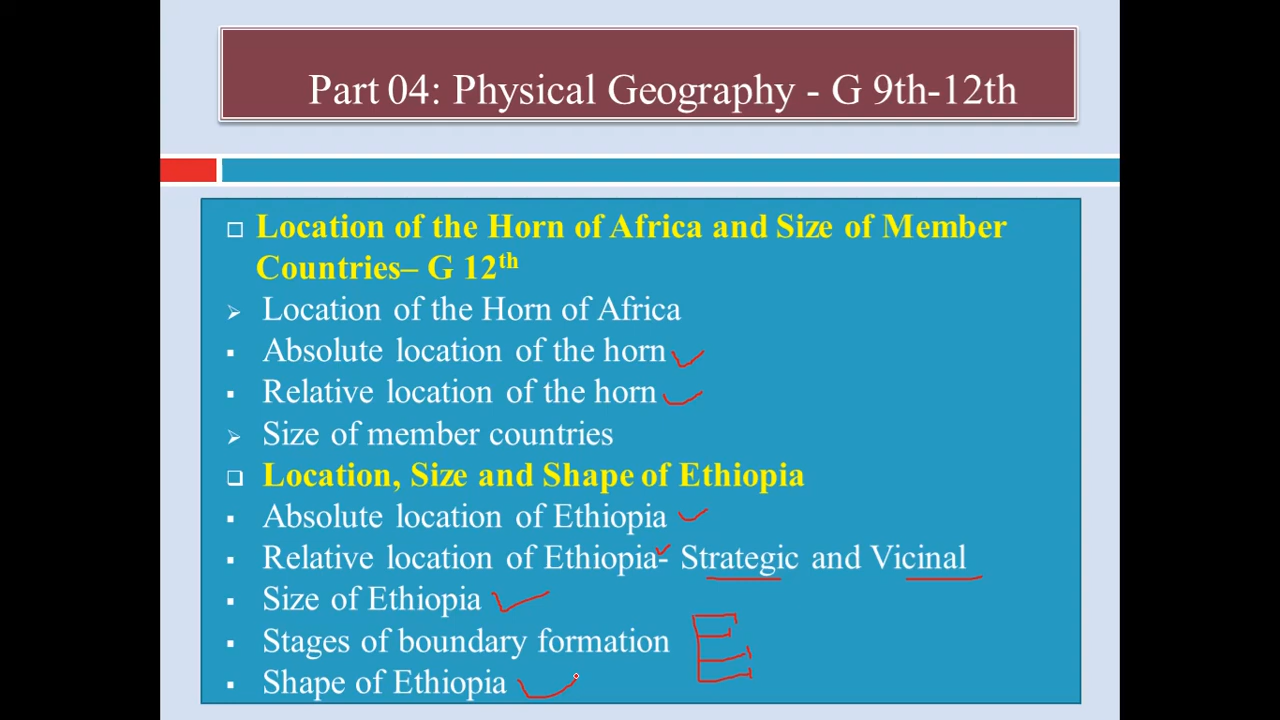 Part 04: Physical Geography - G 9th-12th
Location of the Horn of Africa and Size of Member
Countries– G 12th
Location of the Horn of Africa
Absolute location of the horn
Relative location of the horn
Size of member countries
Location, Size and Shape of Ethiopia
Absolute location of Ethiopia
Relative location of Ethiopia- Strategic and Vicinal
Size of Ethiopia
Stages of boundary formation
Shape of Ethiopia